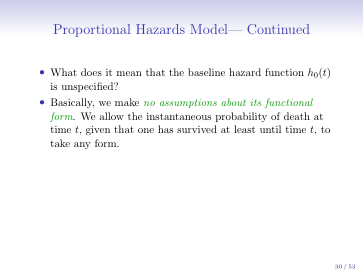 Proportional Hazards Model— Continued
• What does it mean that the baseline hazard function h₀(t)
is unspecified?
• Basically, we make no assumptions about its functional
form. We allow the instantaneous probability of death at
time t, given that one has survived at least until time t, to
take any form.
30 / 53